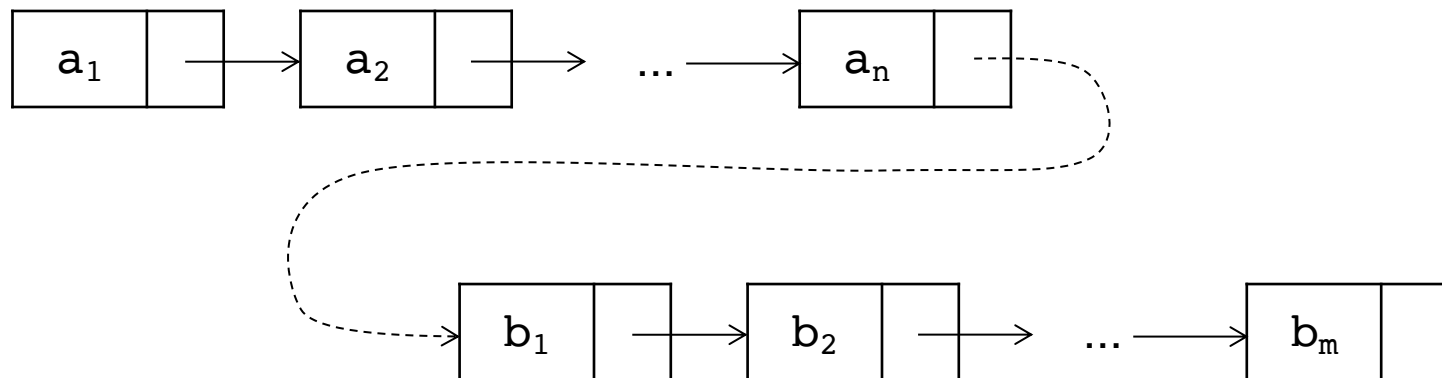 a₁ a₂ ... aₙ
b₁ b₂ ... bₘ